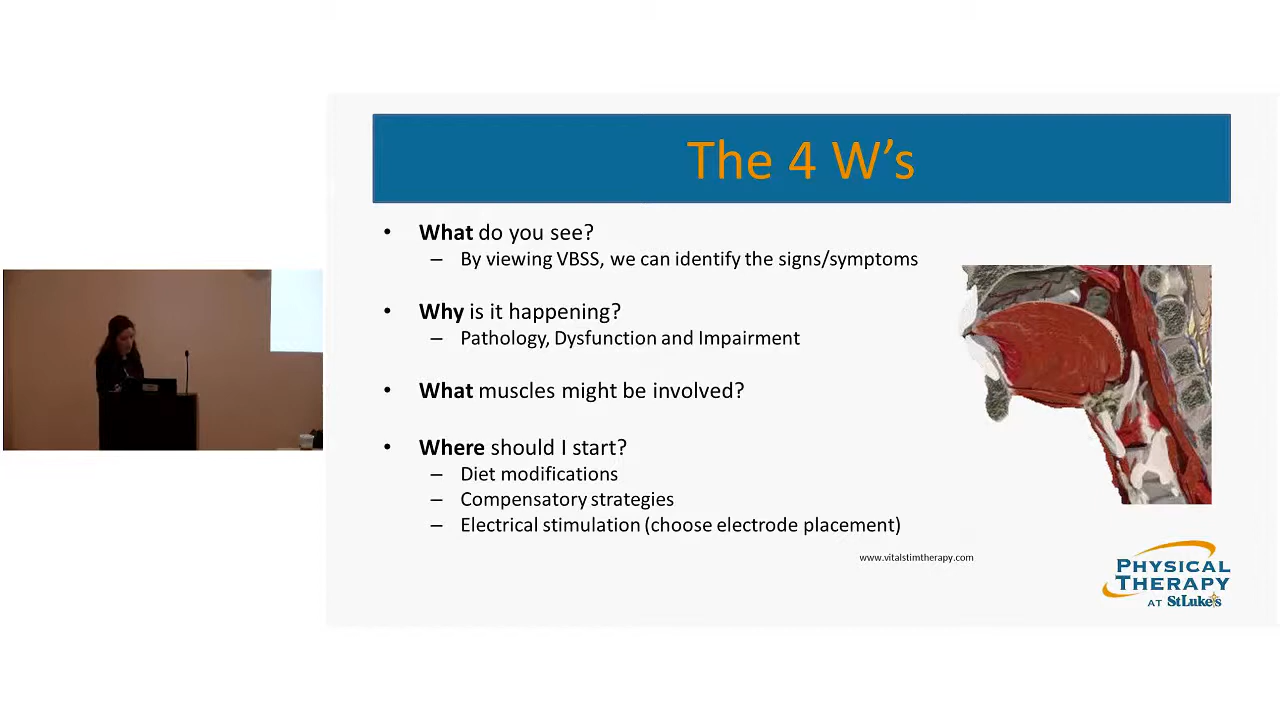 The 4 W’s
• What do you see?
– By viewing VBSS, we can identify the signs/symptoms
• Why is it happening?
– Pathology, Dysfunction and Impairment
• What muscles might be involved?
• Where should I start?
– Diet modifications
– Compensatory strategies
– Electrical stimulation (choose electrode placement)
www.vitalstimtherapy.com
PHYSICAL
THERAPY
AT StLuke's